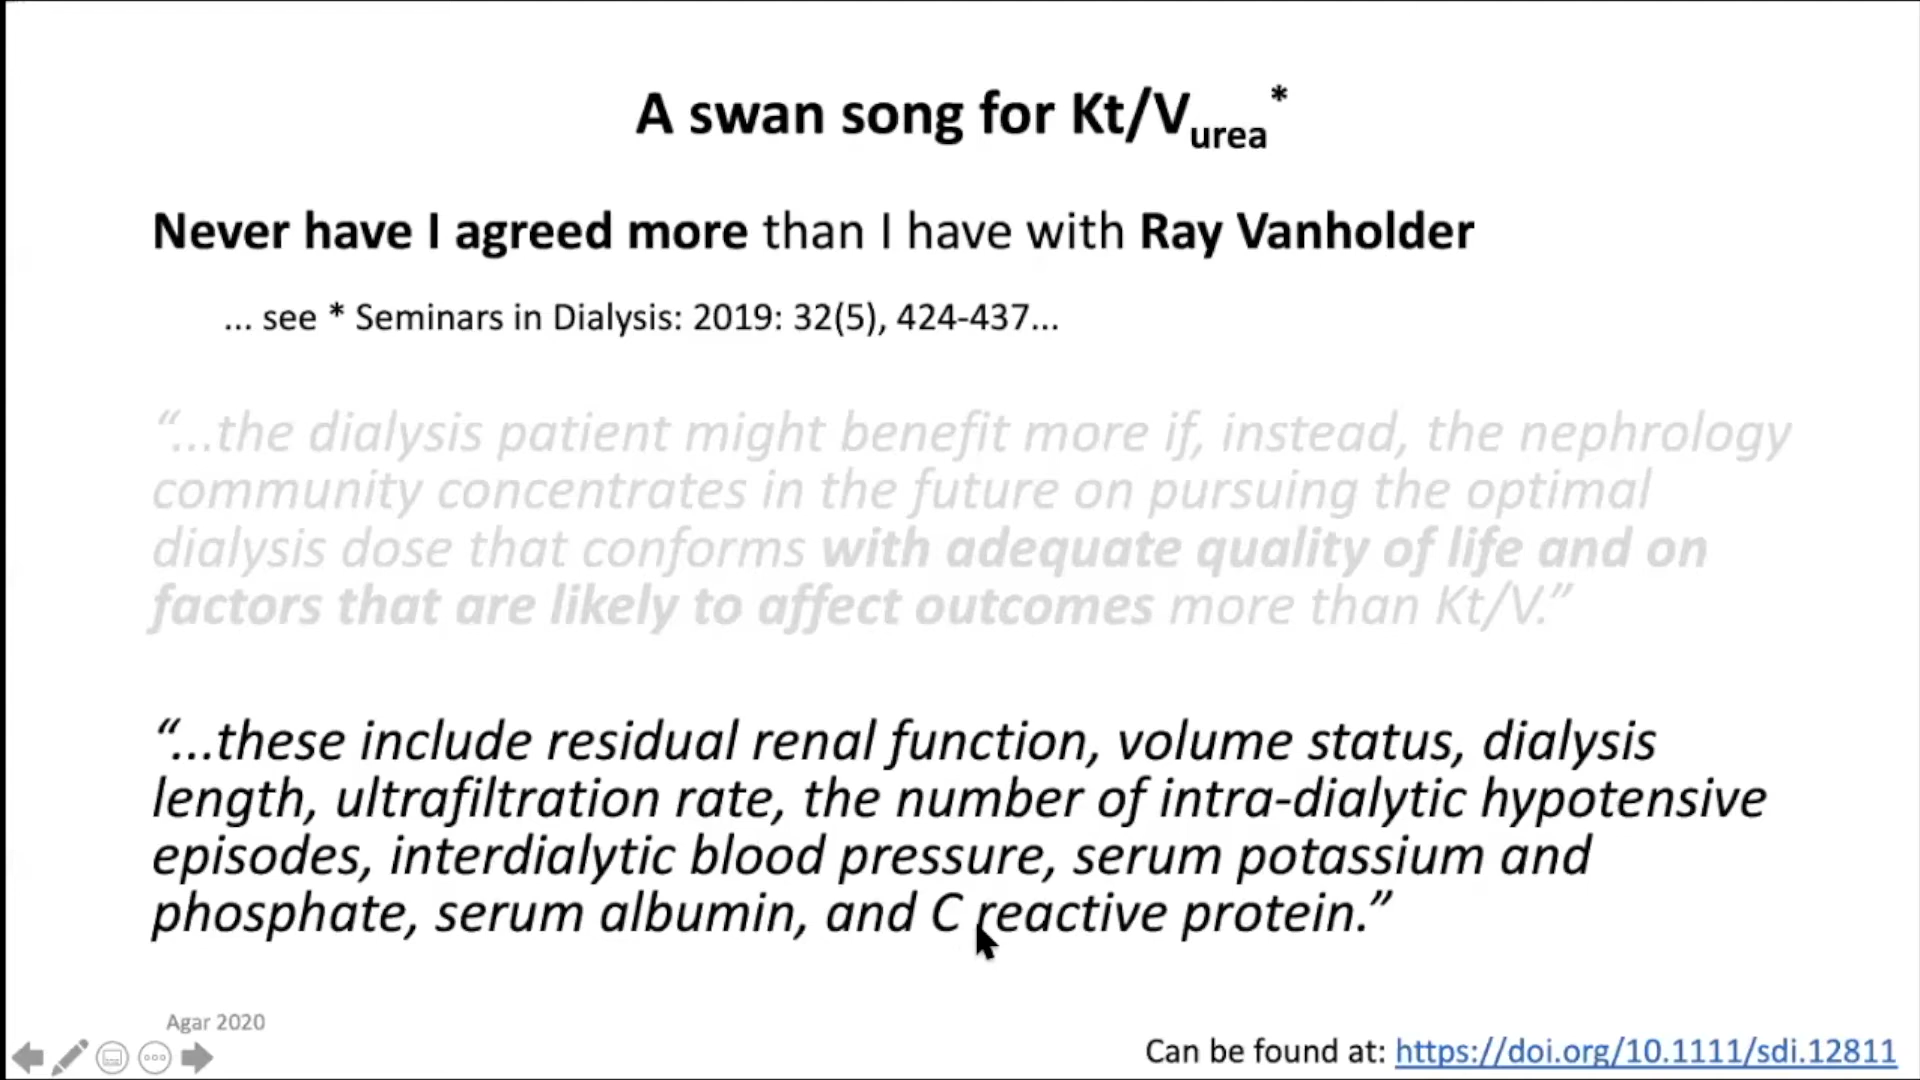 A swan song for Kt/Vurea*
Never have I agreed more than I have with Ray Vanholder
... see * Seminars in Dialysis: 2019: 32(5), 424-437...
“...the dialysis patient might benefit more if, instead, the nephrology
community concentrates in the future on pursuing the optimal
dialysis dose that conforms with adequate quality of life and on
factors that are likely to affect outcomes more than Kt/V.”
“...these include residual renal function, volume status, dialysis
length, ultrafiltration rate, the number of intra-dialytic hypotensive
episodes, interdialytic blood pressure, serum potassium and
phosphate, serum albumin, and C reactive protein.”
Agar 2020
Can be found at: https://doi.org/10.1111/sdi.12811